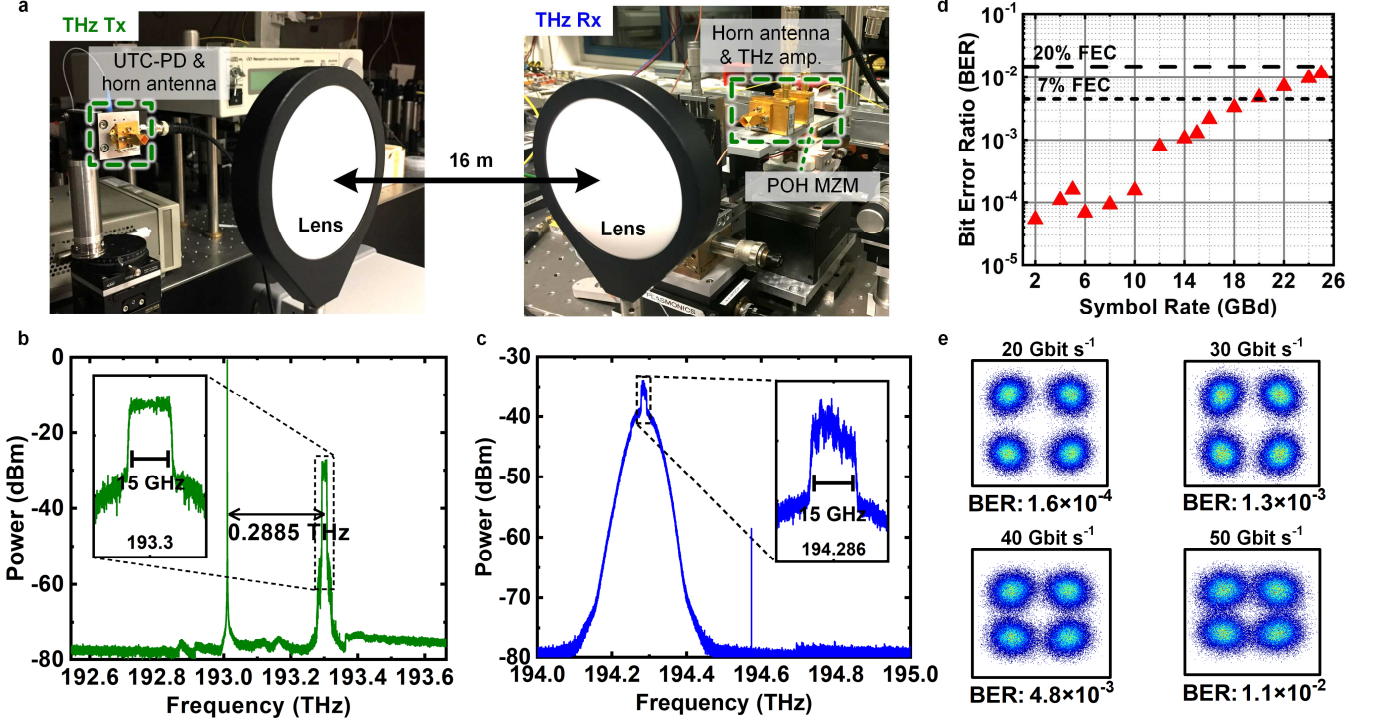 a
THz Tx
UTC-PD &
horn antenna
Lens
16 m
THz Rx
Horn antenna
& THz amp.
POH MZM
Lens
PLASMONICS
d
Bit Error Ratio (BER)
10⁻¹
10⁻²
10⁻³
10⁻⁴
10⁻⁵
20% FEC
7% FEC
2 6 10 14 18 22 26
Symbol Rate (GBd)
b
Power (dBm)
0
-20
-40
-60
-80
15 GHz
193.3
0.2885 THz
192.6 192.8 193.0 193.2 193.4 193.6
Frequency (THz)
c
Power (dBm)
-30
-40
-50
-60
-70
-80
15 GHz
194.286
194.0 194.2 194.4 194.6 194.8 195.0
Frequency (THz)
e
20 Gbit s⁻¹
BER: 1.6×10⁻⁴
30 Gbit s⁻¹
BER: 1.3×10⁻³
40 Gbit s⁻¹
BER: 4.8×10⁻³
50 Gbit s⁻¹
BER: 1.1×10⁻²